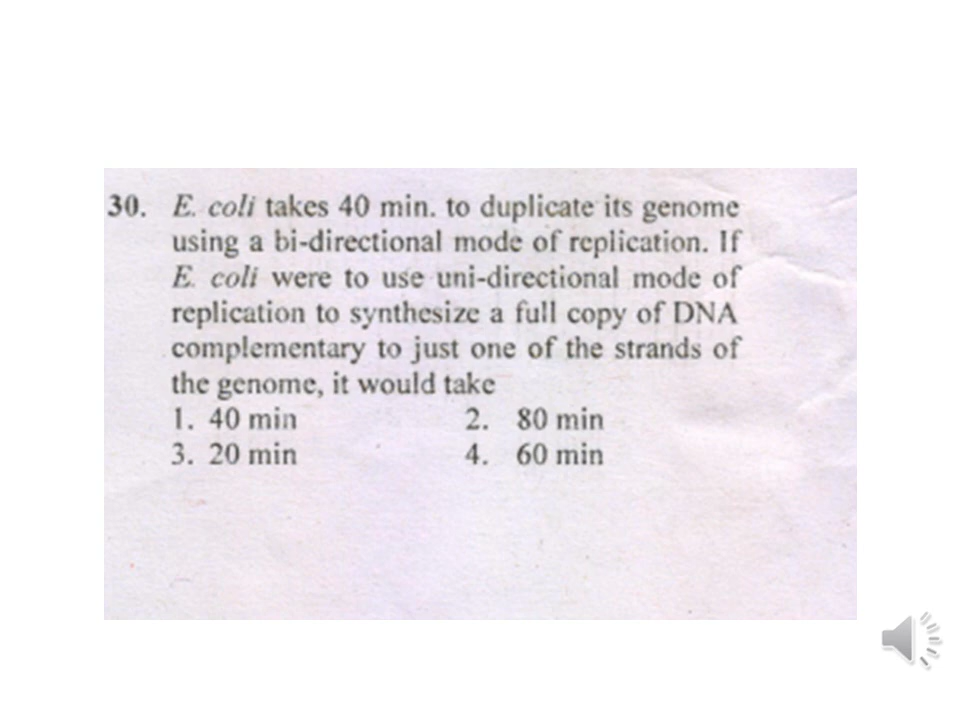 30. E. coli takes 40 min. to duplicate its genome
using a bi-directional mode of replication. If
E. coli were to use uni-directional mode of
replication to synthesize a full copy of DNA
complementary to just one of the strands of
the genome, it would take
1. 40 min 2. 80 min
3. 20 min 4. 60 min